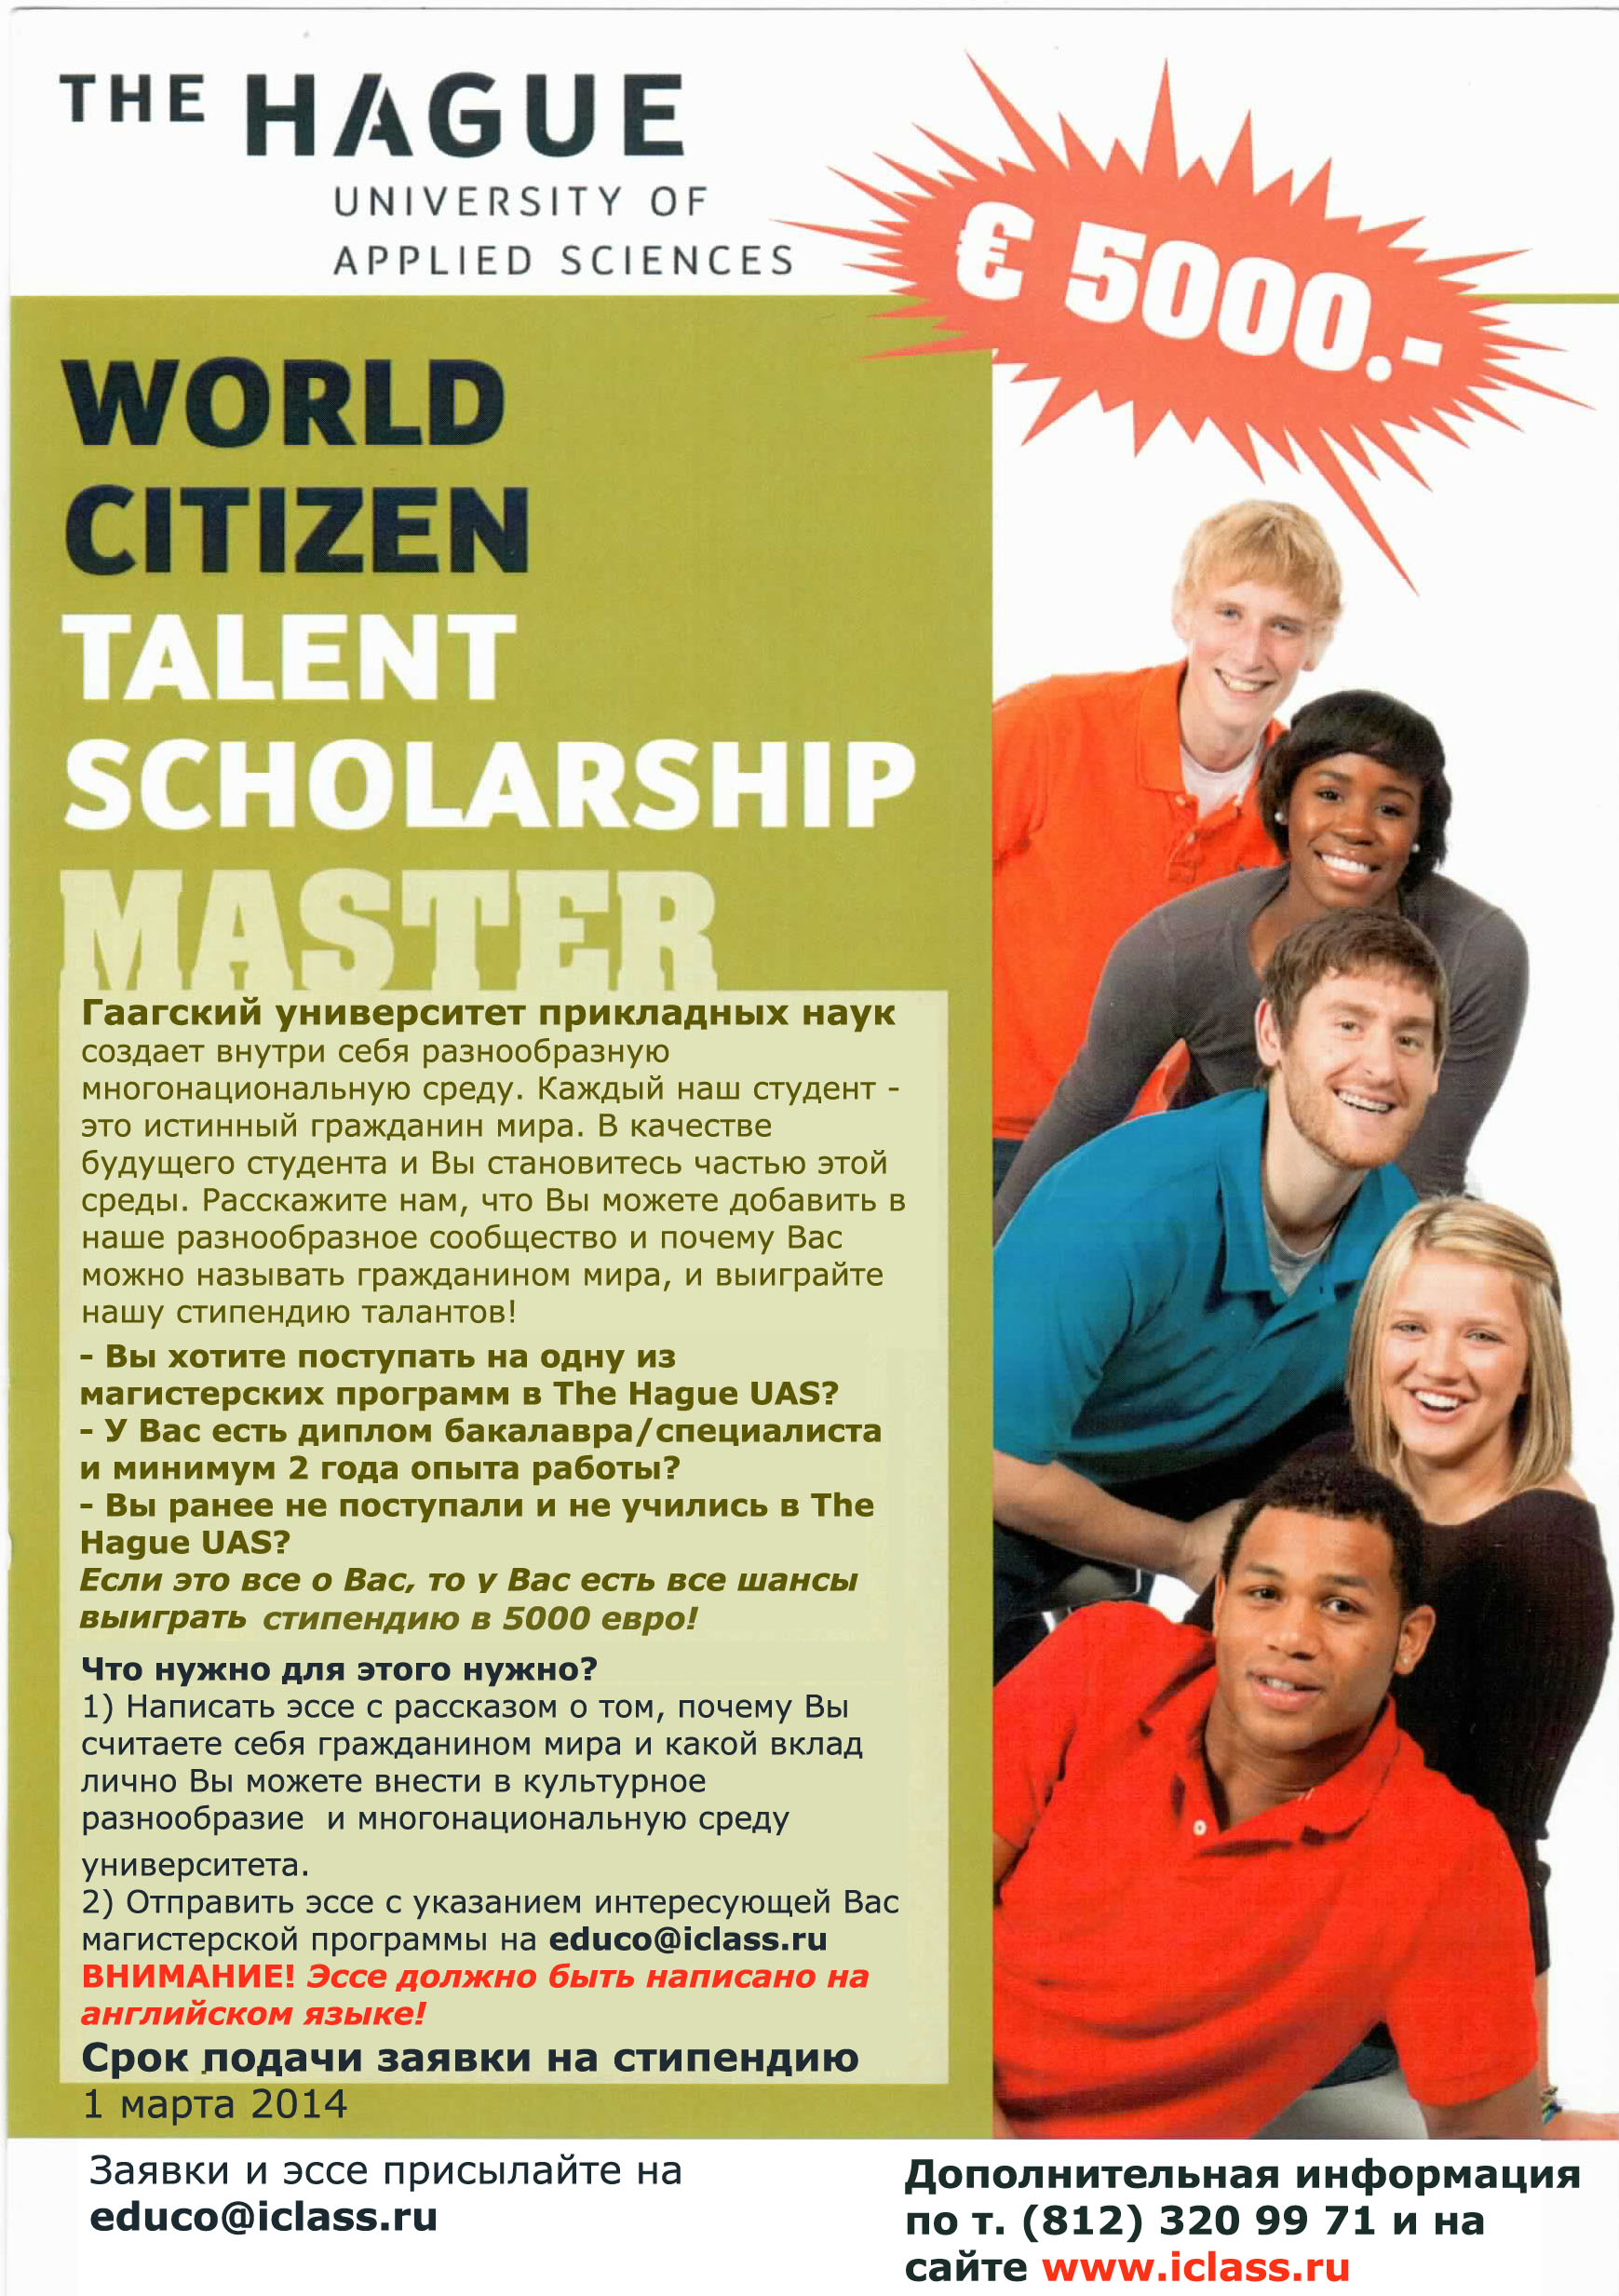 THE HAGUE
UNIVERSITY OF
APPLIED SCIENCES
€ 5000.-
WORLD
CITIZEN
TALENT
SCHOLARSHIP
MASTER
Гаагский университет прикладных наук
создает внутри себя разнообразную
многонациональную среду. Каждый наш студент -
это истинный гражданин мира. В качестве
будущего студента и Вы становитесь частью этой
среды. Расскажите нам, что Вы можете добавить в
наше разнообразное сообщество и почему Вас
можно называть гражданином мира, и выиграйте
нашу стипендию талантов!
- Вы хотите поступать на одну из
магистерских программ в The Hague UAS?
- У Вас есть диплом бакалавра/специалиста
и минимум 2 года опыта работы?
- Вы ранее не поступали и не учились в The
Hague UAS?
Если это все о Вас, то у Вас есть все шансы
выиграть стипендию в 5000 евро!
Что нужно для этого нужно?
1) Написать эссе с рассказом о том, почему Вы
считаете себя гражданином мира и какой вклад
лично Вы можете внести в культурное
разнообразие и многонациональную среду
университета.
2) Отправить эссе с указанием интересующей Вас
магистерской программы на educo@iclass.ru
ВНИМАНИЕ! Эссе должно быть написано на
английском языке!
Срок подачи заявки на стипендию
1 марта 2014
Заявки и эссе присылайте на
educo@iclass.ru
Дополнительная информация
по т. (812) 320 99 71 и на
сайте www.iclass.ru